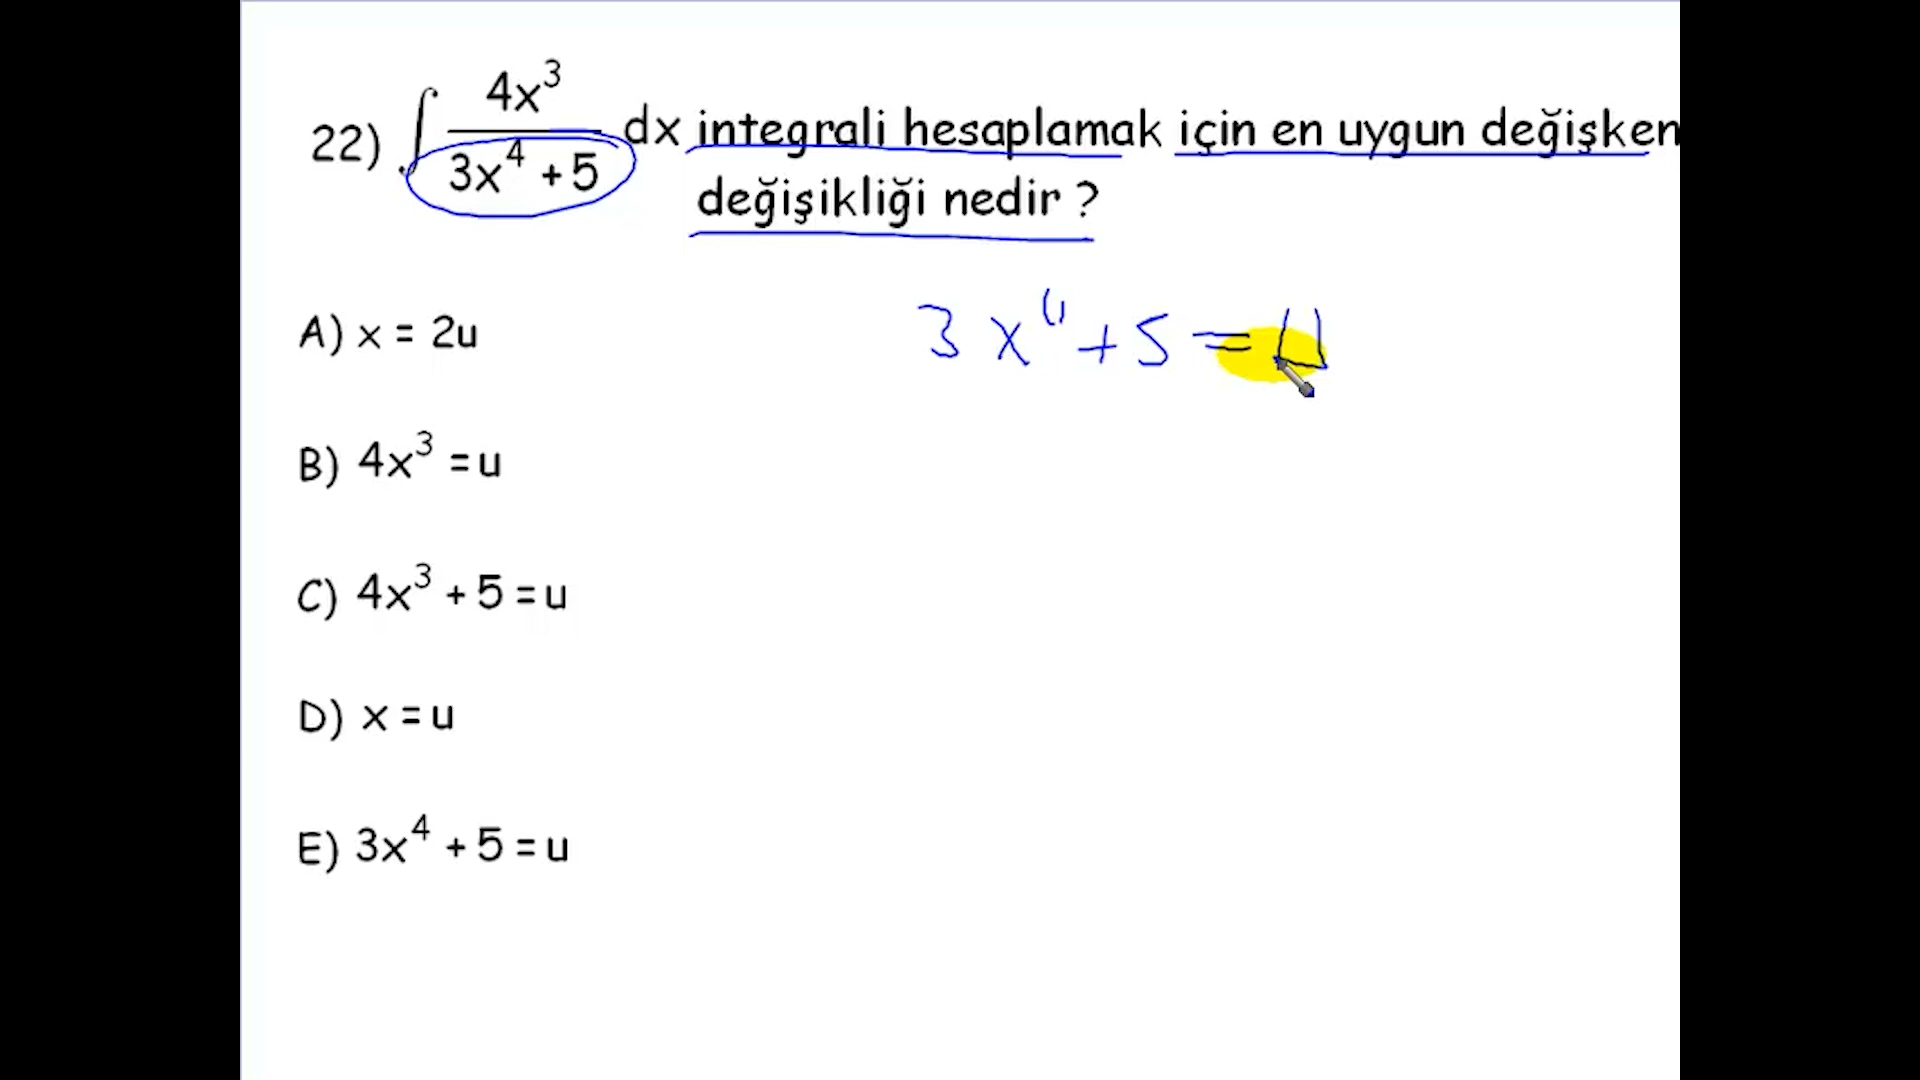 22) ∫ 4x³ / 3x⁴ + 5 dx integrali hesaplamak için en uygun değişken
değişikliği nedir ?
3x⁴ + 5 = u
A) x = 2u
B) 4x³ = u
C) 4x³ + 5 = u
D) x = u
E) 3x⁴ + 5 = u